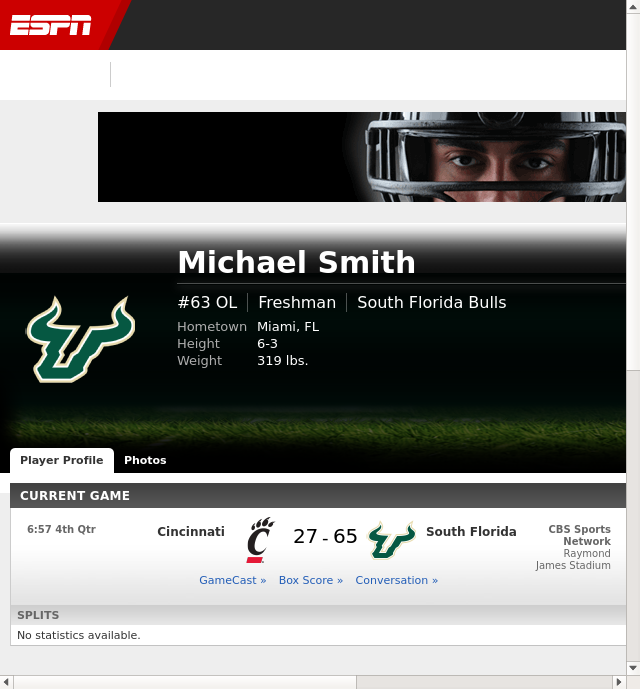 ESPN
Michael Smith
#63 OL Freshman South Florida Bulls
Hometown Miami, FL
Height 6-3
Weight 319 lbs.
Player Profile Photos
CURRENT GAME
6:57 4th Qtr
Cincinnati
27 - 65
South Florida
CBS Sports
Network
Raymond
James Stadium
GameCast » Box Score » Conversation »
SPLITS
No statistics available.